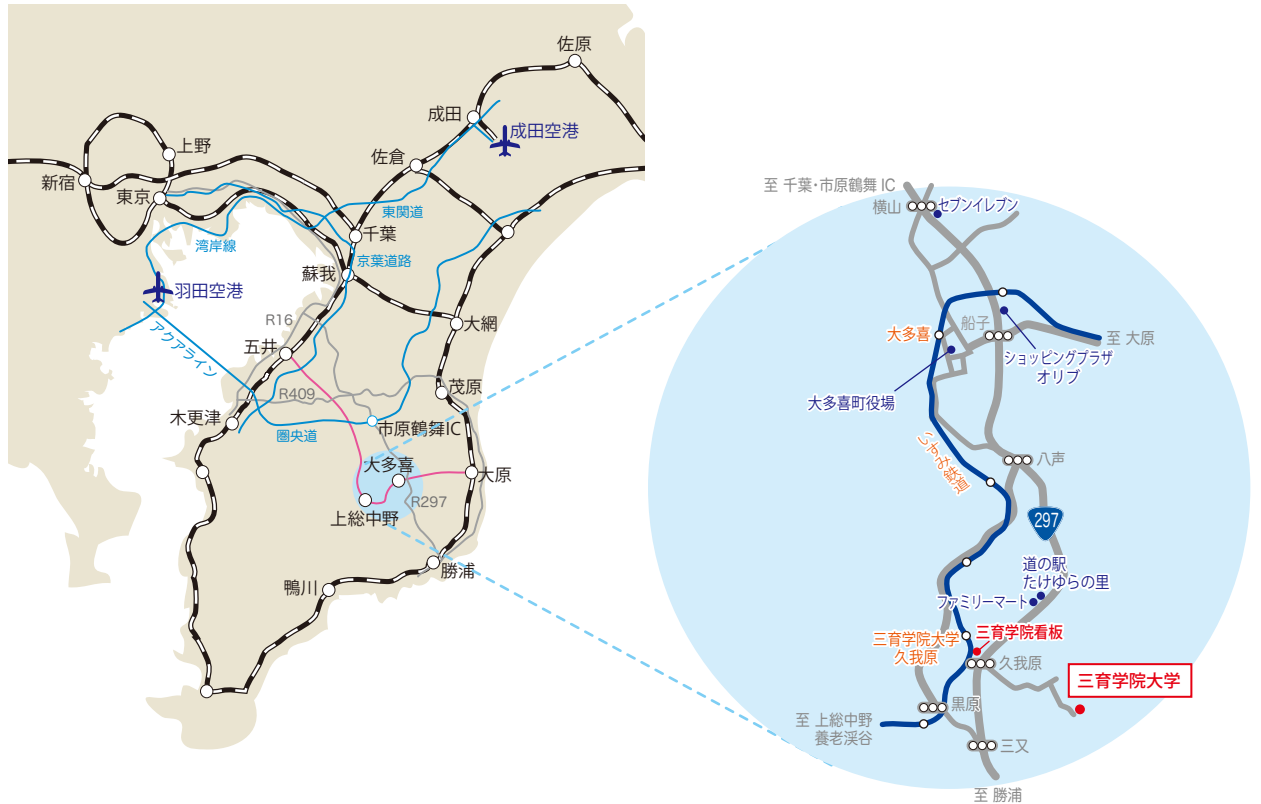 佐原
成田
成田空港
上野
佐倉
新宿
東京
東関道
千葉
湾岸線
京葉道路
蘇我
羽田空港
R16
大網
アクアライン
五井
茂原
R409
木更津
圏央道
市原鶴舞IC
大多喜
大原
R297
上総中野
勝浦
鴨川
至 千葉・市原鶴舞 IC
横山
セブンイレブン
船子
大多喜
至 大原
ショッピングプラザ
オリブ
大多喜町役場
いすみ鉄道
八声
297
道の駅
たけゆらの里
ファミリーマート
三育学院看板
三育学院大学
久我原
久我原
三育学院大学
黒原
至 上総中野
養老渓谷
三又
至 勝浦